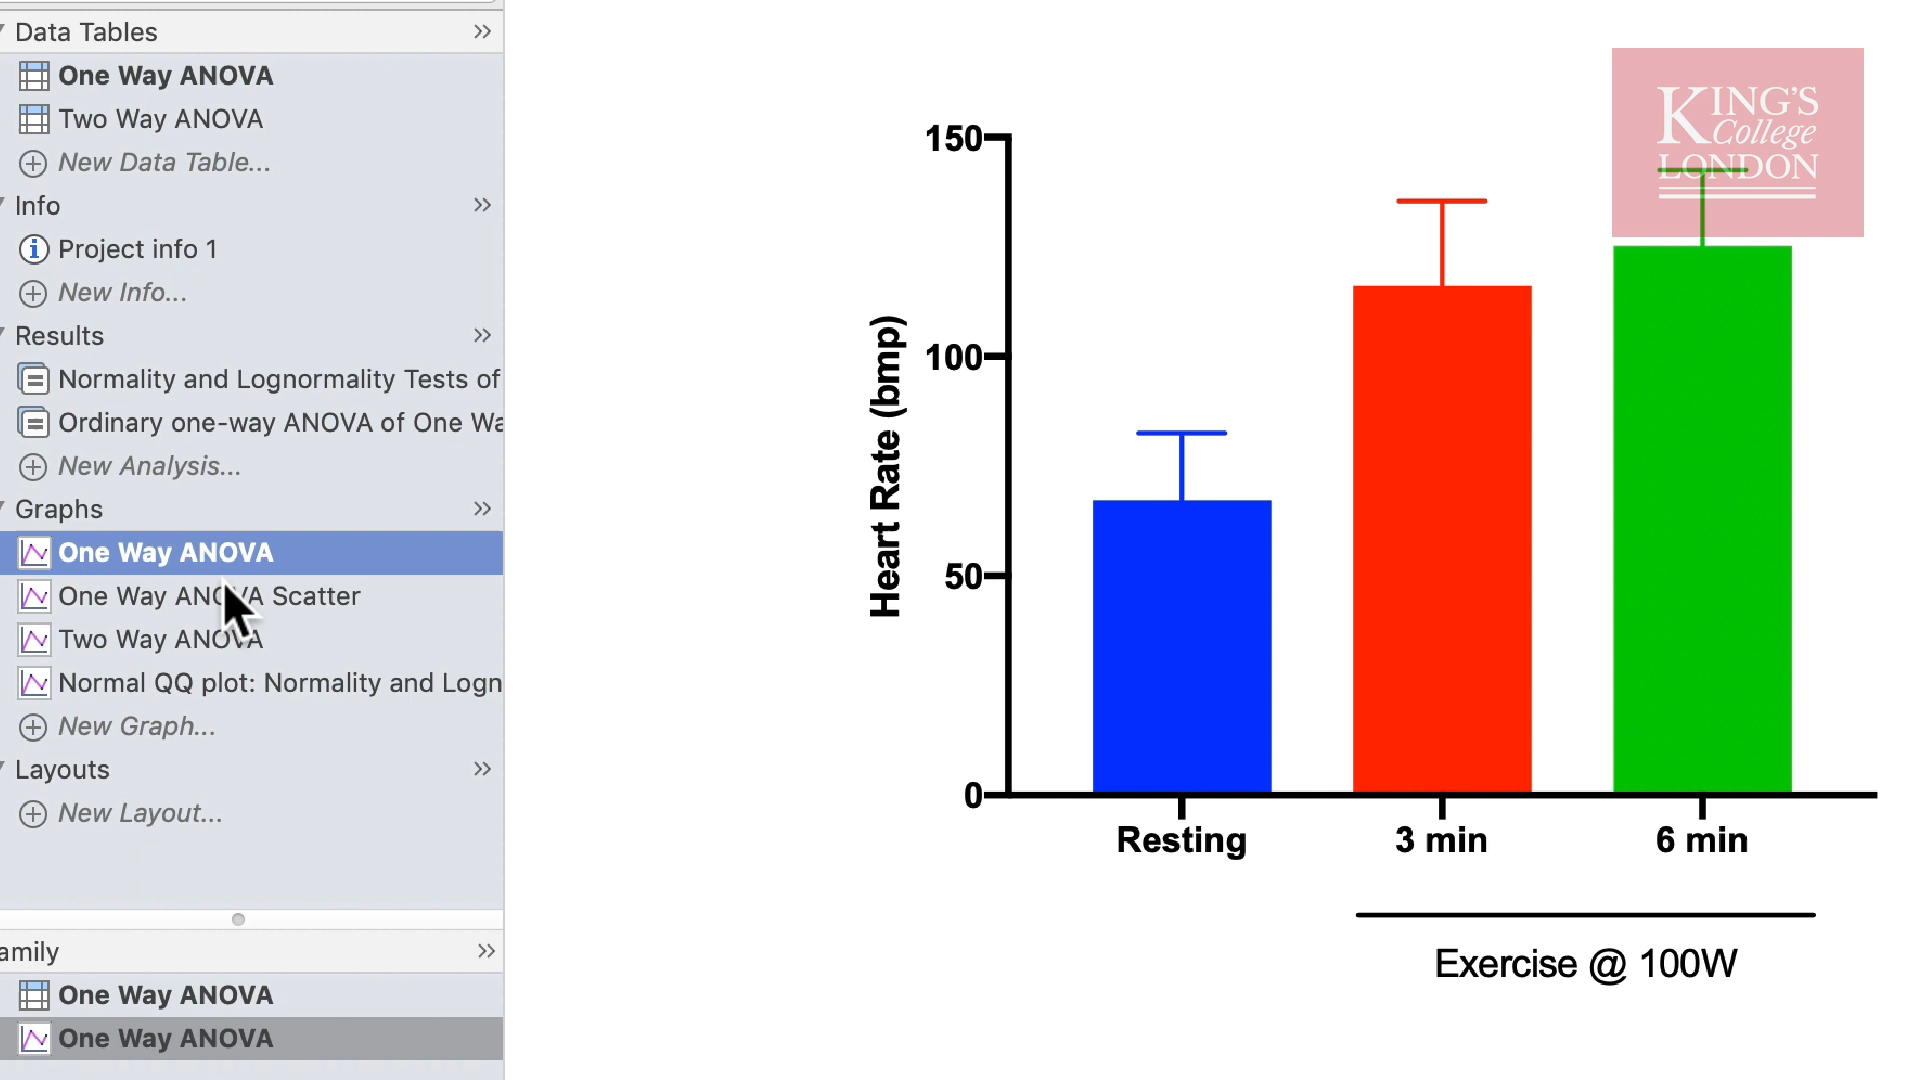 Data Tables
One Way ANOVA
Two Way ANOVA
New Data Table...
Info
Project info 1
New Info...
Results
Normality and Lognormality Tests of
Ordinary one-way ANOVA of One Wa
New Analysis...
Graphs
One Way ANOVA
One Way ANOVA Scatter
Two Way ANOVA
Normal QQ plot: Normality and Logn
New Graph...
Layouts
New Layout...
amily
One Way ANOVA
One Way ANOVA
KING'S
College
LONDON
150
100
50
0
Heart Rate (bmp)
Resting
3 min
6 min
Exercise @ 100W